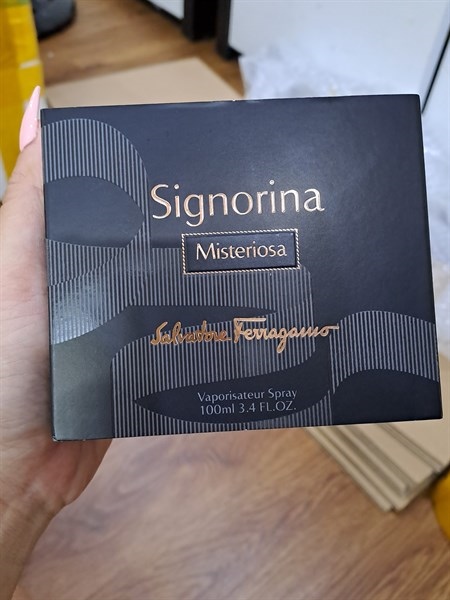 Signorina
Misteriosa
Salvatore Ferragamo
Vaporisateur Spray
100ml 3.4 FL.OZ.